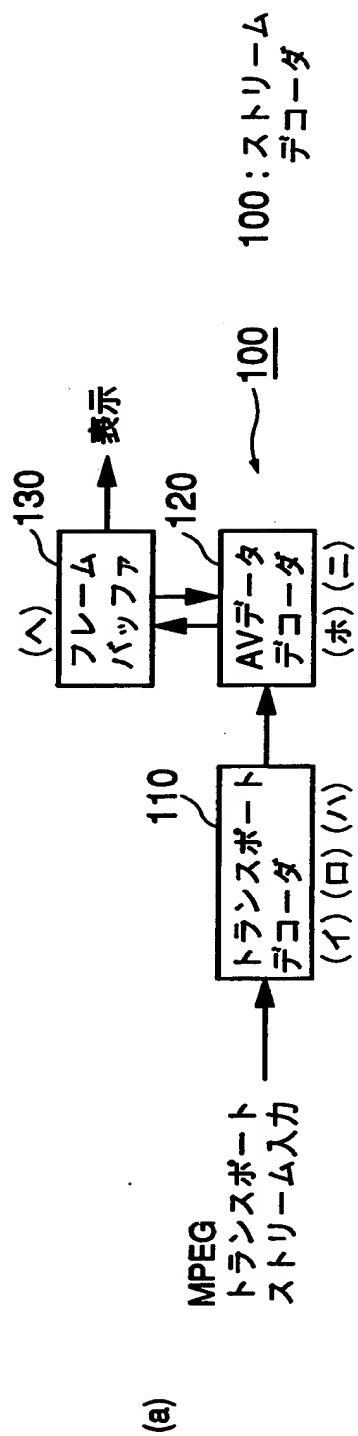 (a)
MPEG
トランスポート
ストリーム入力
110
トランスポート
デコーダ
(イ) (ロ) (ハ)
120
AVデータ
デコーダ
(ホ) (ニ)
(ヘ)
130
フレーム
バッファ
表示
100
100：ストリーム
デコーダ